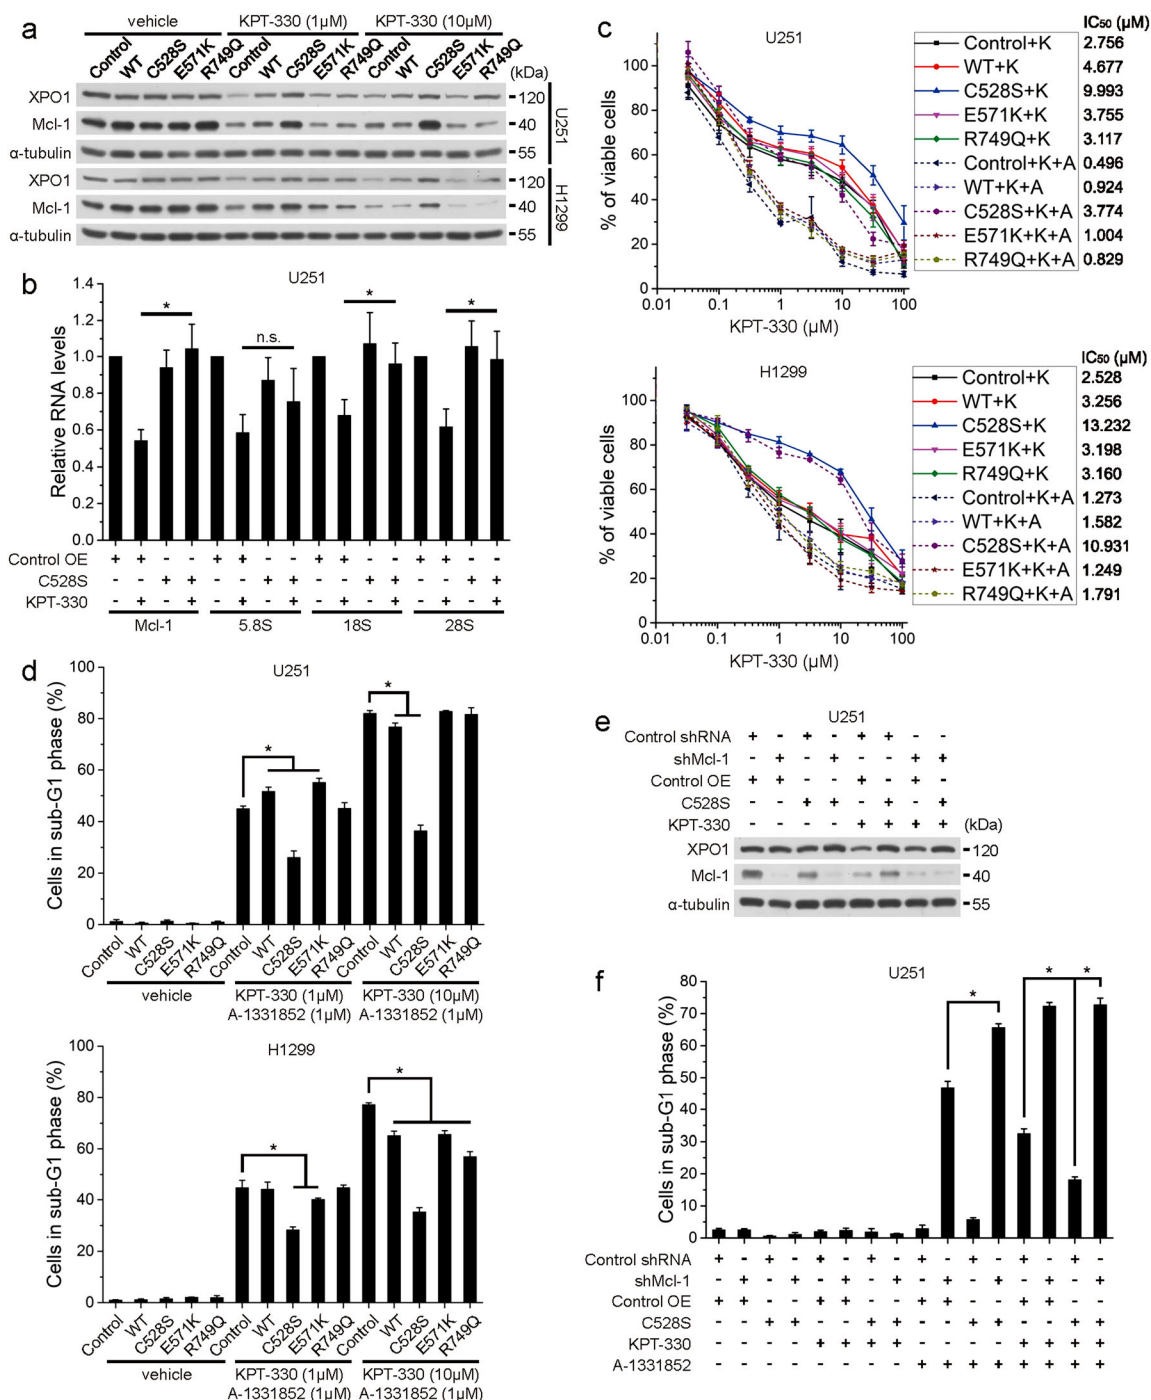 a
vehicle KPT-330 (1μM) KPT-330 (10μM)
Control WT C528S E571K R749Q Control WT C528S E571K R749Q Control WT C528S E571K R749Q (kDa)
XPO1 120
Mcl-1 40
α-tubulin 55
U251
XPO1 120
Mcl-1 40
α-tubulin 55
H1299
b
U251
Relative RNA levels
1.4
1.2
1.0
0.8
0.6
0.4
0.2
0.0
* n.s. * *
Control OE + + - - + + - - + + - - + + - -
C528S - - + + - - + + - - + + - - + +
KPT-330 - + - + - + - + - + - + - + - +
Mcl-1 5.8S 18S 28S
c
U251
% of viable cells
100
80
60
40
20
0
0.01 0.1 1 10 100
KPT-330 (μM)
IC50 (μM)
Control+K 2.756
WT+K 4.677
C528S+K 9.993
E571K+K 3.755
R749Q+K 3.117
Control+K+A 0.496
WT+K+A 0.924
C528S+K+A 3.774
E571K+K+A 1.004
R749Q+K+A 0.829
H1299
% of viable cells
100
80
60
40
20
0
0.01 0.1 1 10 100
KPT-330 (μM)
IC50 (μM)
Control+K 2.528
WT+K 3.256
C528S+K 13.232
E571K+K 3.198
R749Q+K 3.160
Control+K+A 1.273
WT+K+A 1.582
C528S+K+A 10.931
E571K+K+A 1.249
R749Q+K+A 1.791
d
U251
Cells in sub-G1 phase (%)
100
80
60
40
20
0
* *
Control WT C528S E571K R749Q Control WT C528S E571K R749Q Control WT C528S E571K R749Q
vehicle KPT-330 (1μM) KPT-330 (10μM)
A-1331852 (1μM) A-1331852 (1μM)
H1299
Cells in sub-G1 phase (%)
100
80
60
40
20
0
* *
Control WT C528S E571K R749Q Control WT C528S E571K R749Q Control WT C528S E571K R749Q
vehicle KPT-330 (1μM) KPT-330 (10μM)
A-1331852 (1μM) A-1331852 (1μM)
e
U251
Control shRNA + - + - + + - -
shMcl-1 - + - + - - + +
Control OE + + - - + - + -
C528S - - + + - + - +
KPT-330 - - - - + + + + (kDa)
XPO1 120
Mcl-1 40
α-tubulin 55
f
U251
Cells in sub-G1 phase (%)
80
70
60
50
40
30
20
10
0
* * *
Control shRNA + - + - + - + - + - + - + - + -
shMcl-1 - + - + - + - + - + - + - + - +
Control OE + + - - + + - - + + - - + + - -
C528S - - + + - - + + - - + + - - + +
KPT-330 - - - - + + + + - - - - + + + +
A-1331852 - - - - - - - - + + + + + + + +